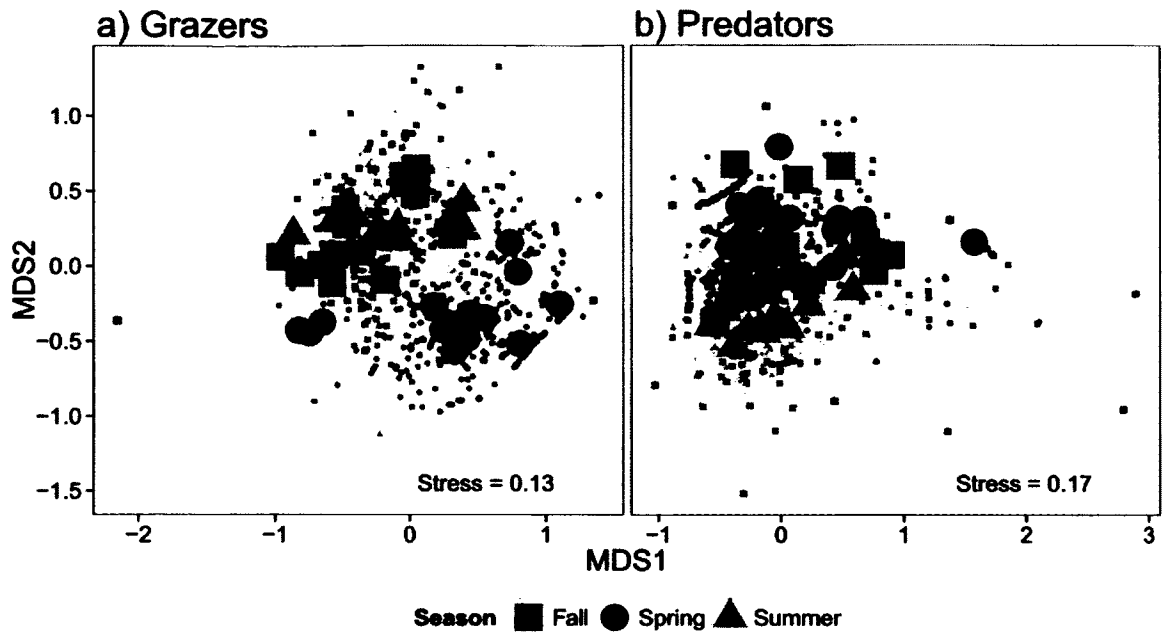 a) Grazers
b) Predators
MDS2
1.0
0.5
0.0
−0.5
−1.0
−1.5
Stress = 0.13
Stress = 0.17
−2
−1
0
1
−1
0
1
2
3
MDS1
Season Fall Spring Summer